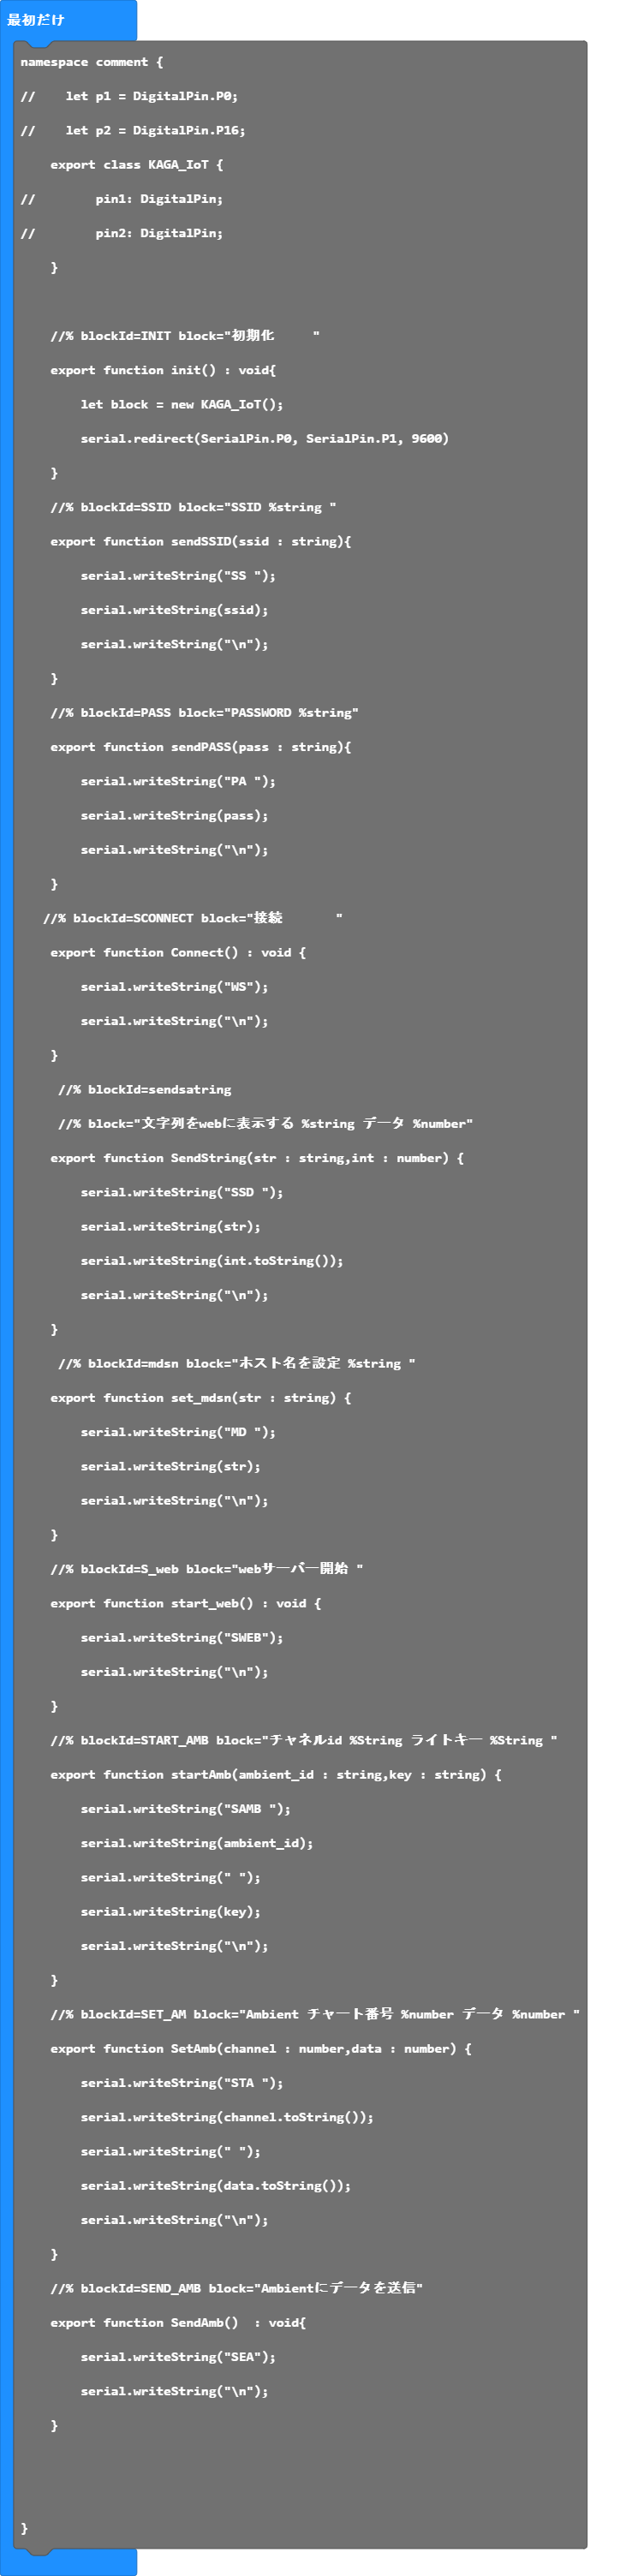 最初だけ
namespace comment {
//    let p1 = DigitalPin.P0;
//    let p2 = DigitalPin.P16;
    export class KAGA_IoT {
//        pin1: DigitalPin;
//        pin2: DigitalPin;
    }
    //% blockId=INIT block="初期化     "
    export function init() : void{
        let block = new KAGA_IoT();
        serial.redirect(SerialPin.P0, SerialPin.P1, 9600)
    }
    //% blockId=SSID block="SSID %string "
    export function sendSSID(ssid : string){
        serial.writeString("SS ");
        serial.writeString(ssid);
        serial.writeString("\n");
    }
    //% blockId=PASS block="PASSWORD %string"
    export function sendPASS(pass : string){
        serial.writeString("PA ");
        serial.writeString(pass);
        serial.writeString("\n");
    }
   //% blockId=SCONNECT block="接続       "
    export function Connect() : void {
        serial.writeString("WS");
        serial.writeString("\n");
    }
     //% blockId=sendsatring
     //% block="文字列をwebに表示する %string データ %number"
    export function SendString(str : string,int : number) {
        serial.writeString("SSD ");
        serial.writeString(str);
        serial.writeString(int.toString());
        serial.writeString("\n");
    }
     //% blockId=mdsn block="ホスト名を設定 %string "
    export function set_mdsn(str : string) {
        serial.writeString("MD ");
        serial.writeString(str);
        serial.writeString("\n");
    }
    //% blockId=S_web block="webサーバー開始 "
    export function start_web() : void {
        serial.writeString("SWEB");
        serial.writeString("\n");
    }
    //% blockId=START_AMB block="チャネルid %String ライトキー %String "
    export function startAmb(ambient_id : string,key : string) {
        serial.writeString("SAMB ");
        serial.writeString(ambient_id);
        serial.writeString(" ");
        serial.writeString(key);
        serial.writeString("\n");
    }
    //% blockId=SET_AM block="Ambient チャート番号 %number データ %number "
    export function SetAmb(channel : number,data : number) {
        serial.writeString("STA ");
        serial.writeString(channel.toString());
        serial.writeString(" ");
        serial.writeString(data.toString());
        serial.writeString("\n");
    }
    //% blockId=SEND_AMB block="Ambientにデータを送信"
    export function SendAmb()  : void{
        serial.writeString("SEA");
        serial.writeString("\n");
    }
}